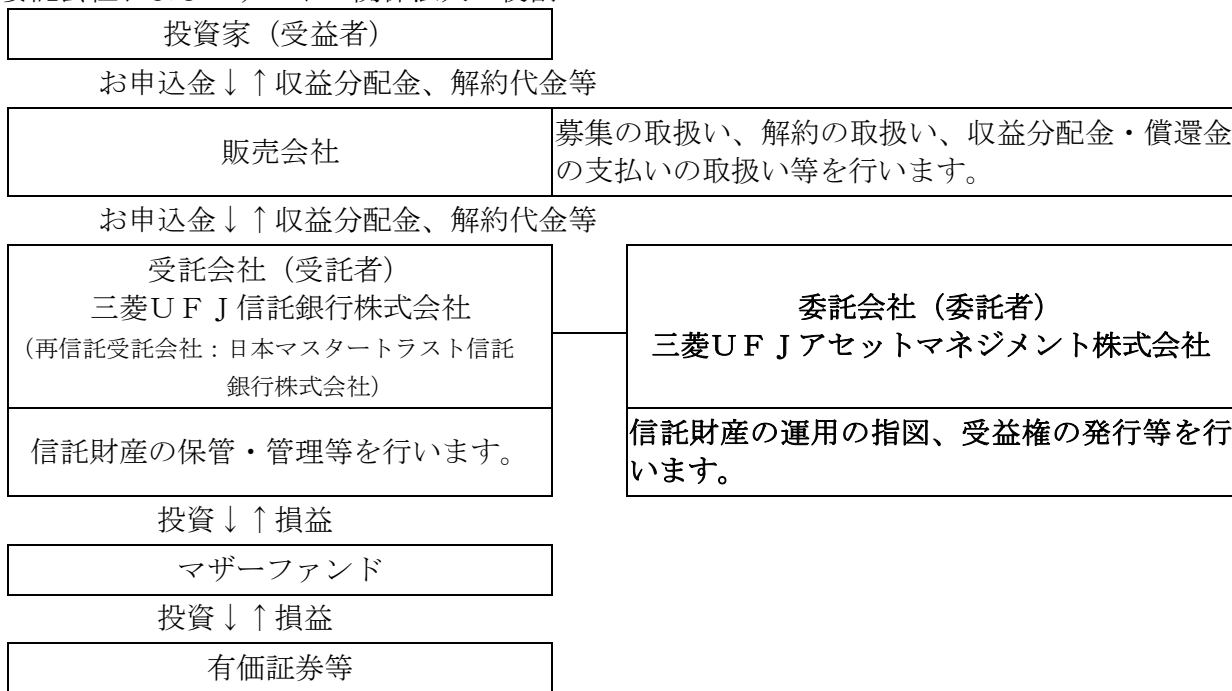 投資家（受益者）
お申込金↓↑収益分配金、解約代金等
販売会社
募集の取扱い、解約の取扱い、収益分配金・償還金
の支払いの取扱い等を行います。
お申込金↓↑収益分配金、解約代金等
受託会社（受託者）
三菱ＵＦＪ信託銀行株式会社
（再信託受託会社：日本マスタートラスト信託
銀行株式会社）
委託会社（委託者）
三菱ＵＦＪアセットマネジメント株式会社
信託財産の保管・管理等を行います。
信託財産の運用の指図、受益権の発行等を行
います。
投資↓↑損益
マザーファンド
投資↓↑損益
有価証券等